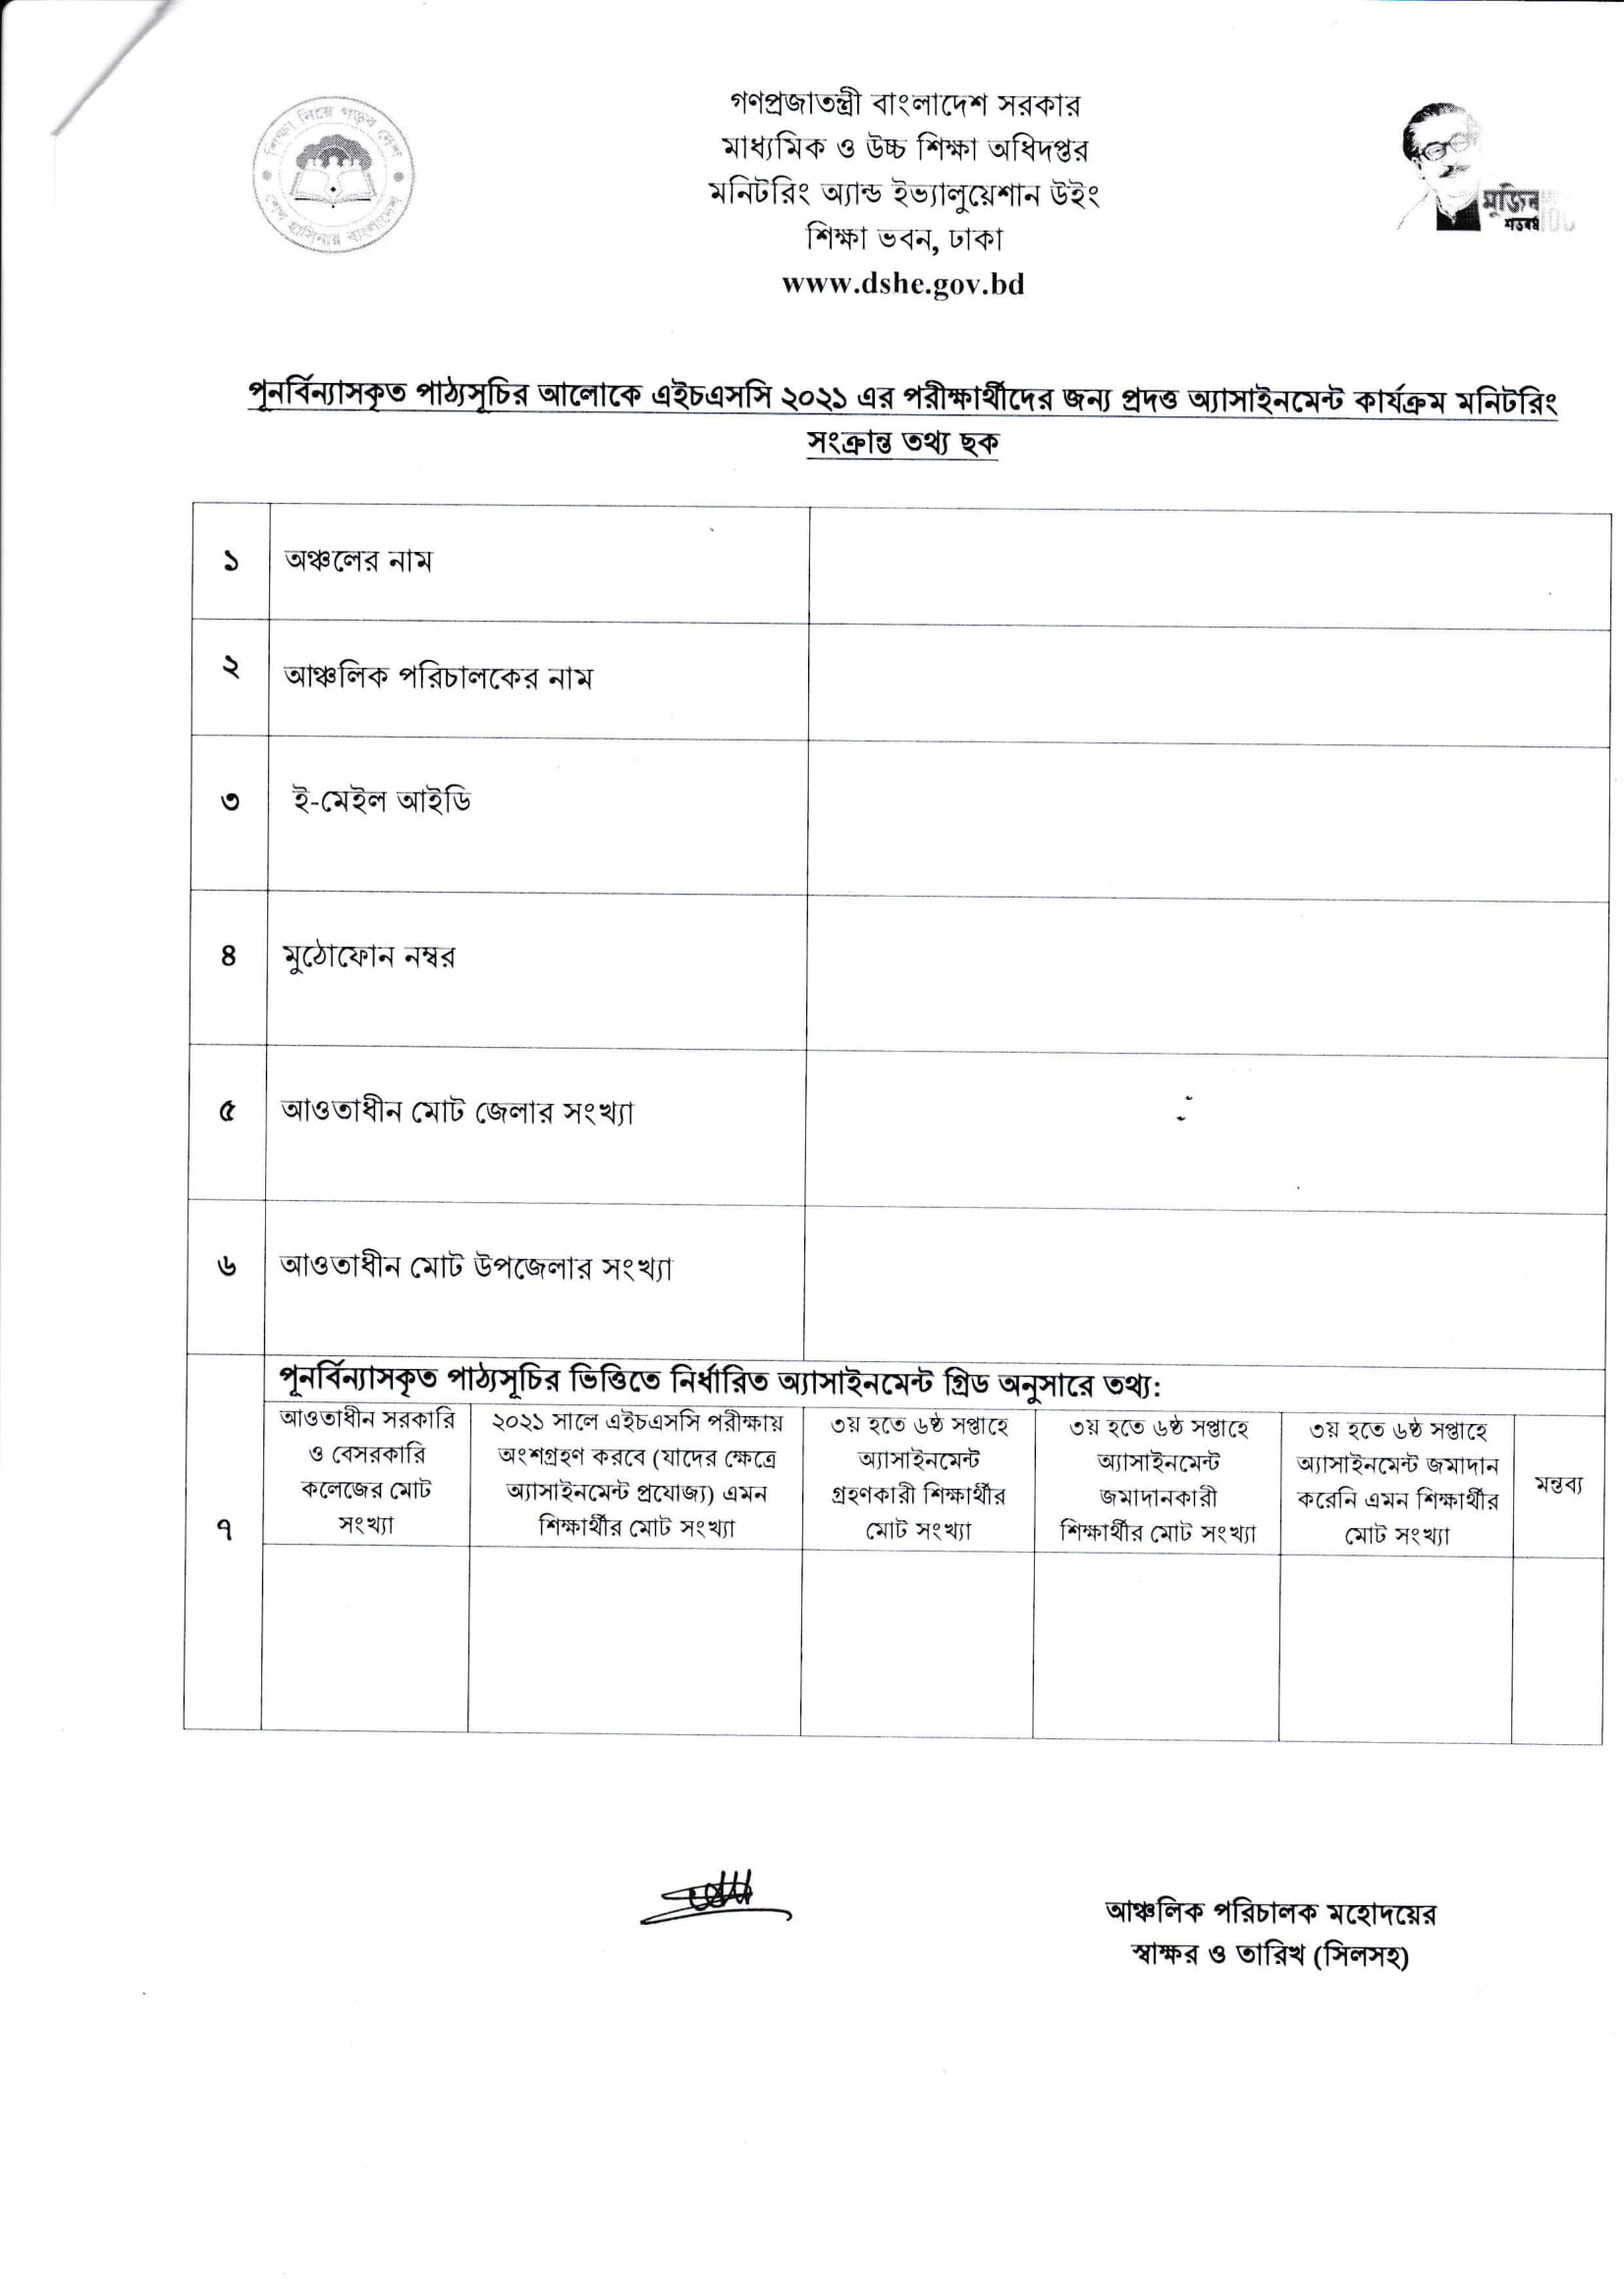 শিক্ষা নিয়ে গড়ব দেশ
শেখ হাসিনার বাংলাদেশ
গণপ্রজাতন্ত্রী বাংলাদেশ সরকার
মাধ্যমিক ও উচ্চ শিক্ষা অধিদপ্তর
মনিটরিং অ্যান্ড ইভ্যালুয়েশান উইং
শিক্ষা ভবন, ঢাকা
www.dshe.gov.bd
মুজিব
শতবর্ষ 100
পূনর্বিন্যাসকৃত পাঠ্যসূচির আলোকে এইচএসসি ২০২১ এর পরীক্ষার্থীদের জন্য প্রদত্ত অ্যাসাইনমেন্ট কার্যক্রম মনিটরিং
সংক্রান্ত তথ্য ছক
১ অঞ্চলের নাম
২ আঞ্চলিক পরিচালকের নাম
৩ ই-মেইল আইডি
৪ মুঠোফোন নম্বর
৫ আওতাধীন মোট জেলার সংখ্যা
৬ আওতাধীন মোট উপজেলার সংখ্যা
৭
পূনর্বিন্যাসকৃত পাঠ্যসূচির ভিত্তিতে নির্ধারিত অ্যাসাইনমেন্ট গ্রিড অনুসারে তথ্য:
আওতাধীন সরকারি
ও বেসরকারি
কলেজের মোট
সংখ্যা
২০২১ সালে এইচএসসি পরীক্ষায়
অংশগ্রহণ করবে (যাদের ক্ষেত্রে
অ্যাসাইনমেন্ট প্রযোজ্য) এমন
শিক্ষার্থীর মোট সংখ্যা
৩য় হতে ৬ষ্ঠ সপ্তাহে
অ্যাসাইনমেন্ট
গ্রহণকারী শিক্ষার্থীর
মোট সংখ্যা
৩য় হতে ৬ষ্ঠ সপ্তাহে
অ্যাসাইনমেন্ট
জমাদানকারী
শিক্ষার্থীর মোট সংখ্যা
৩য় হতে ৬ষ্ঠ সপ্তাহে
অ্যাসাইনমেন্ট জমাদান
করেনি এমন শিক্ষার্থীর
মোট সংখ্যা
মন্তব্য
আঞ্চলিক পরিচালক মহোদয়ের
স্বাক্ষর ও তারিখ (সিলসহ)